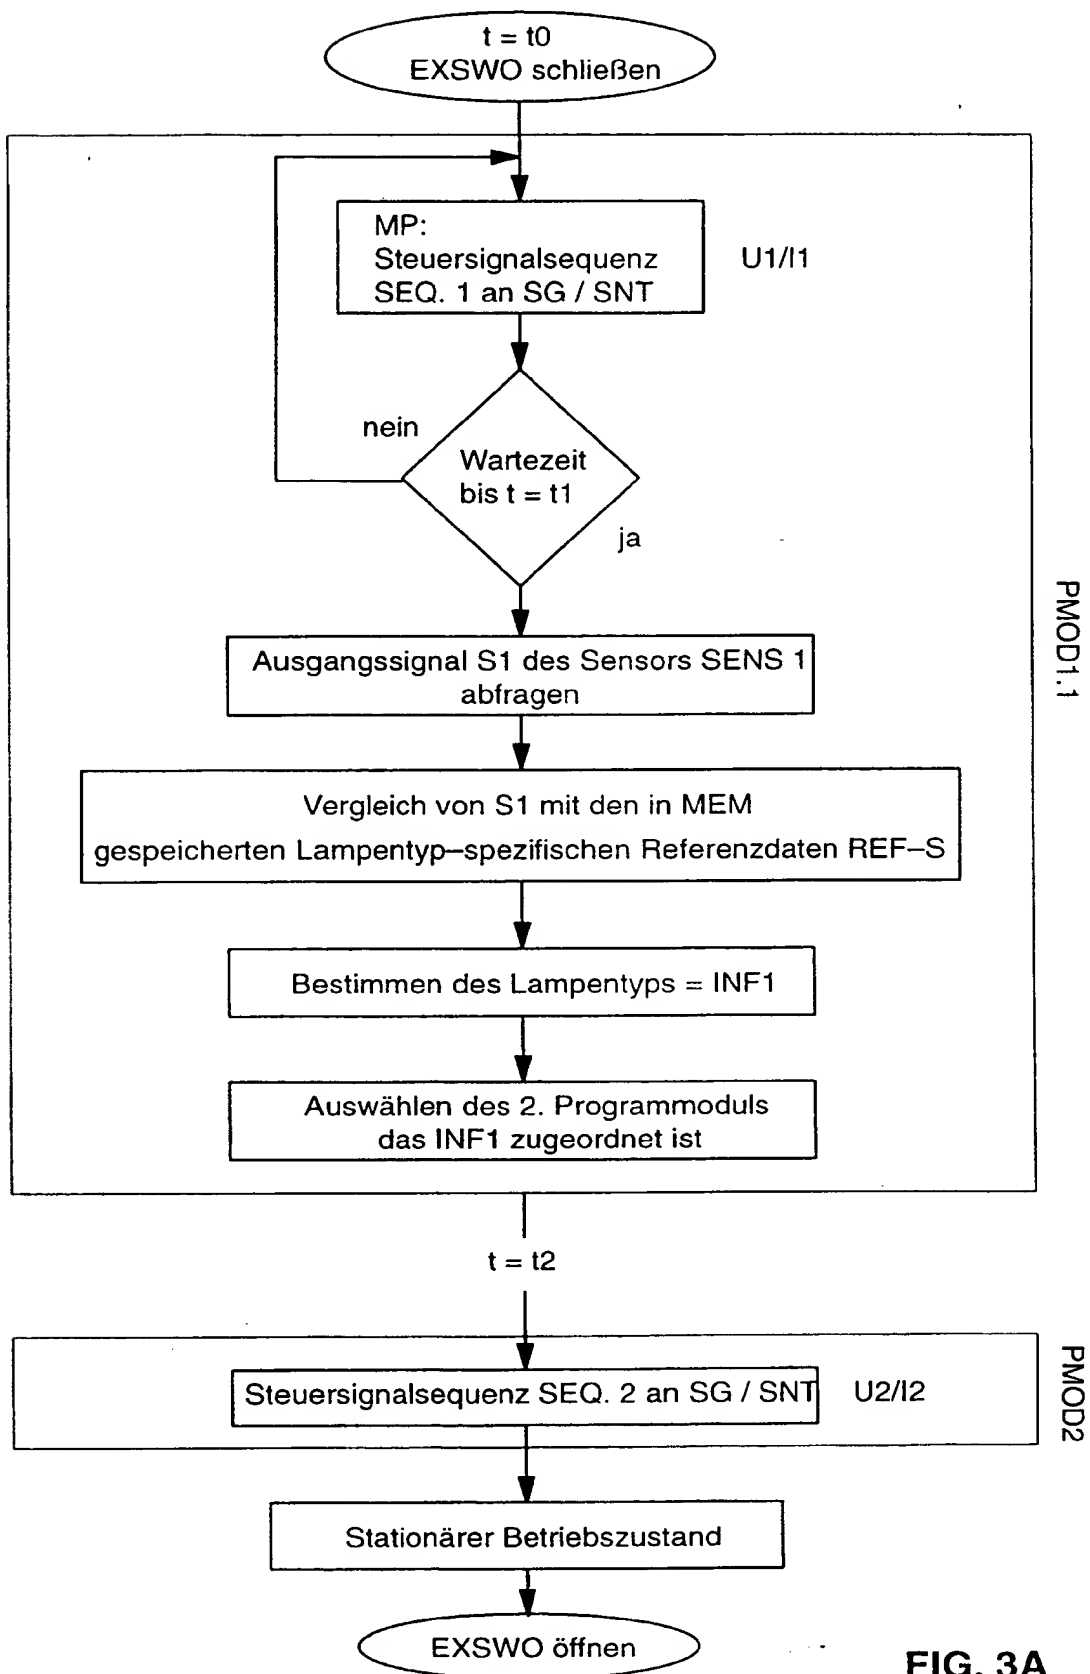 t = t0
EXSWO schließen
MP:
Steuersignalsequenz
SEQ. 1 an SG / SNT
U1/I1
nein
Wartezeit
bis t = t1
ja
Ausgangssignal S1 des Sensors SENS 1
abfragen
PMOD1.1
Vergleich von S1 mit den in MEM
gespeicherten Lampentyp–spezifischen Referenzdaten REF–S
Bestimmen des Lampentyps = INF1
Auswählen des 2. Programmoduls
das INF1 zugeordnet ist
t = t2
Steuersignalsequenz SEQ. 2 an SG / SNT
U2/I2
PMOD2
Stationärer Betriebszustand
EXSWO öffnen
FIG. 3A